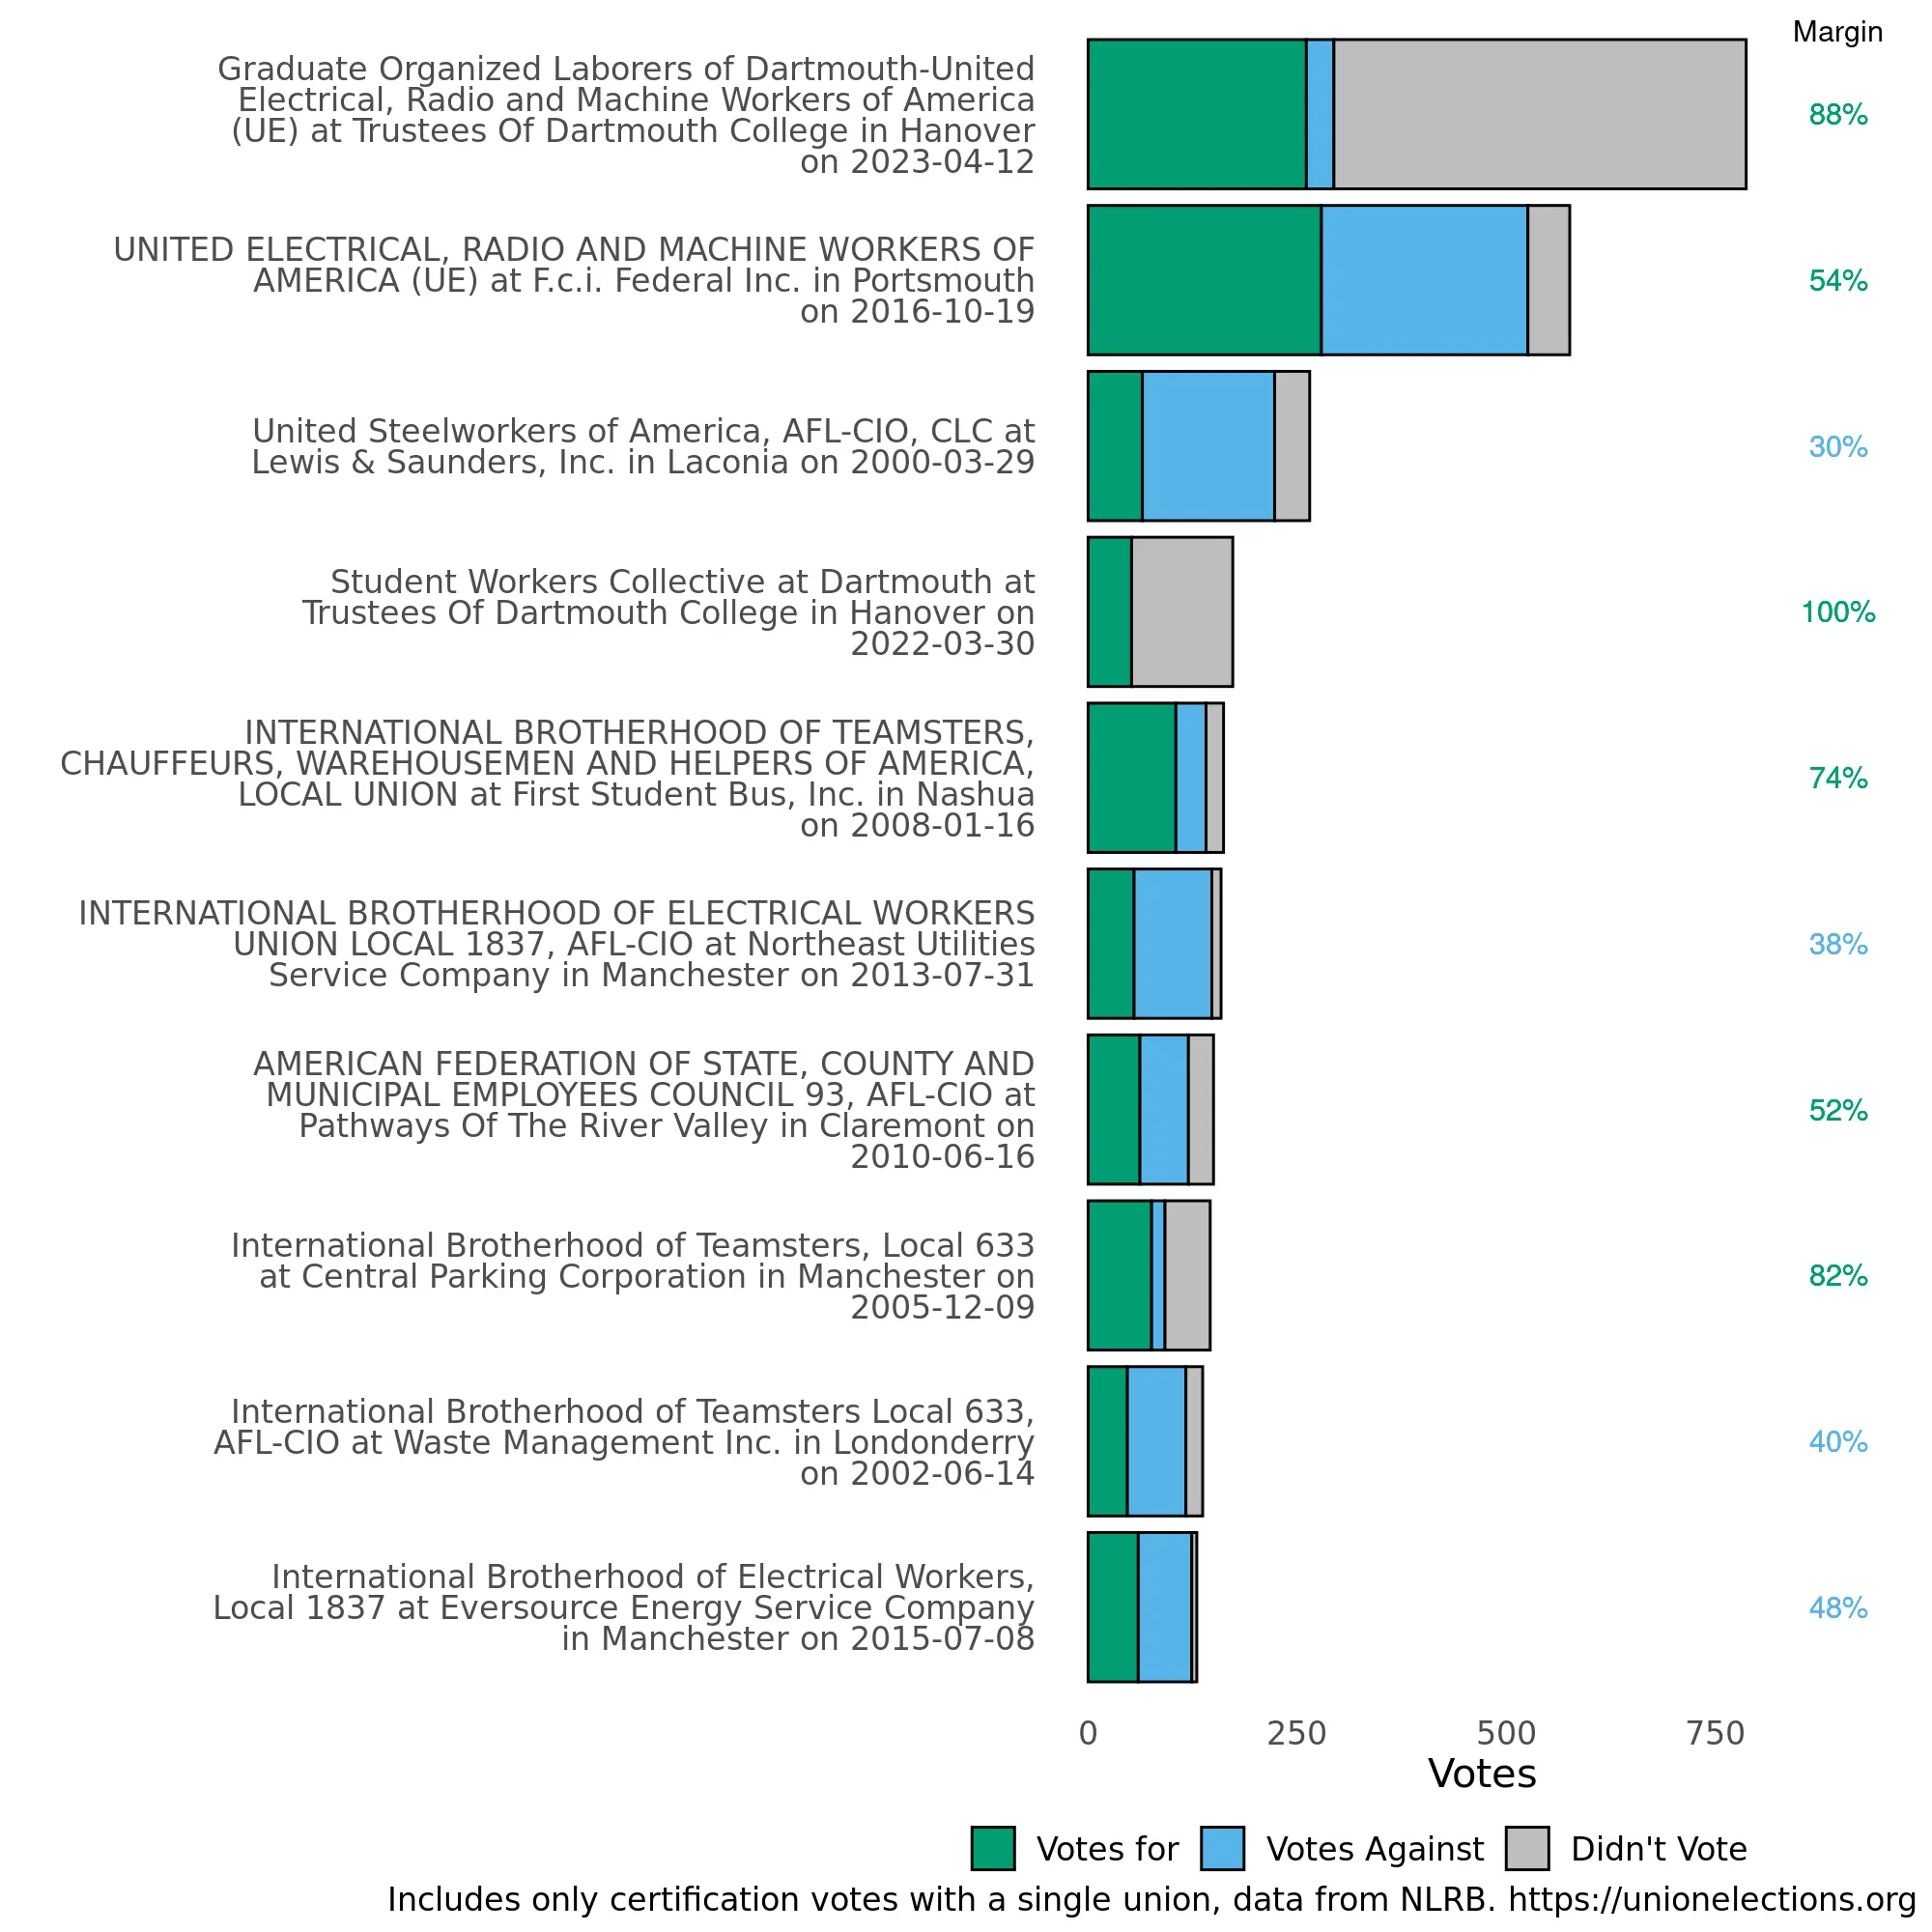 Margin
Graduate Organized Laborers of Dartmouth-United
Electrical, Radio and Machine Workers of America
(UE) at Trustees Of Dartmouth College in Hanover
on 2023-04-12
88%
UNITED ELECTRICAL, RADIO AND MACHINE WORKERS OF
AMERICA (UE) at F.c.i. Federal Inc. in Portsmouth
on 2016-10-19
54%
United Steelworkers of America, AFL-CIO, CLC at
Lewis & Saunders, Inc. in Laconia on 2000-03-29
30%
Student Workers Collective at Dartmouth at
Trustees Of Dartmouth College in Hanover on
2022-03-30
100%
INTERNATIONAL BROTHERHOOD OF TEAMSTERS,
CHAUFFEURS, WAREHOUSEMEN AND HELPERS OF AMERICA,
LOCAL UNION at First Student Bus, Inc. in Nashua
on 2008-01-16
74%
INTERNATIONAL BROTHERHOOD OF ELECTRICAL WORKERS
UNION LOCAL 1837, AFL-CIO at Northeast Utilities
Service Company in Manchester on 2013-07-31
38%
AMERICAN FEDERATION OF STATE, COUNTY AND
MUNICIPAL EMPLOYEES COUNCIL 93, AFL-CIO at
Pathways Of The River Valley in Claremont on
2010-06-16
52%
International Brotherhood of Teamsters, Local 633
at Central Parking Corporation in Manchester on
2005-12-09
82%
International Brotherhood of Teamsters Local 633,
AFL-CIO at Waste Management Inc. in Londonderry
on 2002-06-14
40%
International Brotherhood of Electrical Workers,
Local 1837 at Eversource Energy Service Company
in Manchester on 2015-07-08
48%
0 250 500 750
Votes
Votes for Votes Against Didn't Vote
Includes only certification votes with a single union, data from NLRB. https://unionelections.org